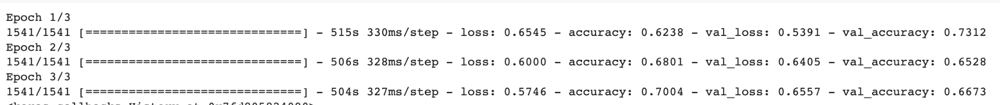 Epoch 1/3
1541/1541 [==============================] - 515s 330ms/step - loss: 0.6545 - accuracy: 0.6238 - val_loss: 0.5391 - val_accuracy: 0.7312
Epoch 2/3
1541/1541 [==============================] - 506s 328ms/step - loss: 0.6000 - accuracy: 0.6801 - val_loss: 0.6405 - val_accuracy: 0.6528
Epoch 3/3
1541/1541 [==============================] - 504s 327ms/step - loss: 0.5746 - accuracy: 0.7004 - val_loss: 0.6557 - val_accuracy: 0.6673